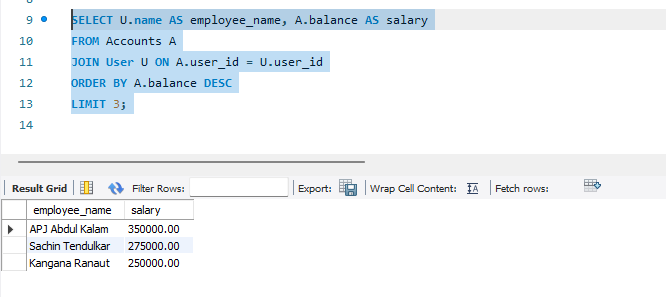 9 SELECT U.name AS employee_name, A.balance AS salary
10 FROM Accounts A
11 JOIN User U ON A.user_id = U.user_id
12 ORDER BY A.balance DESC
13 LIMIT 3;
14
Result Grid Filter Rows: Export: Wrap Cell Content: Fetch rows:
employee_name salary
APJ Abdul Kalam 350000.00
Sachin Tendulkar 275000.00
Kangana Ranaut 250000.00